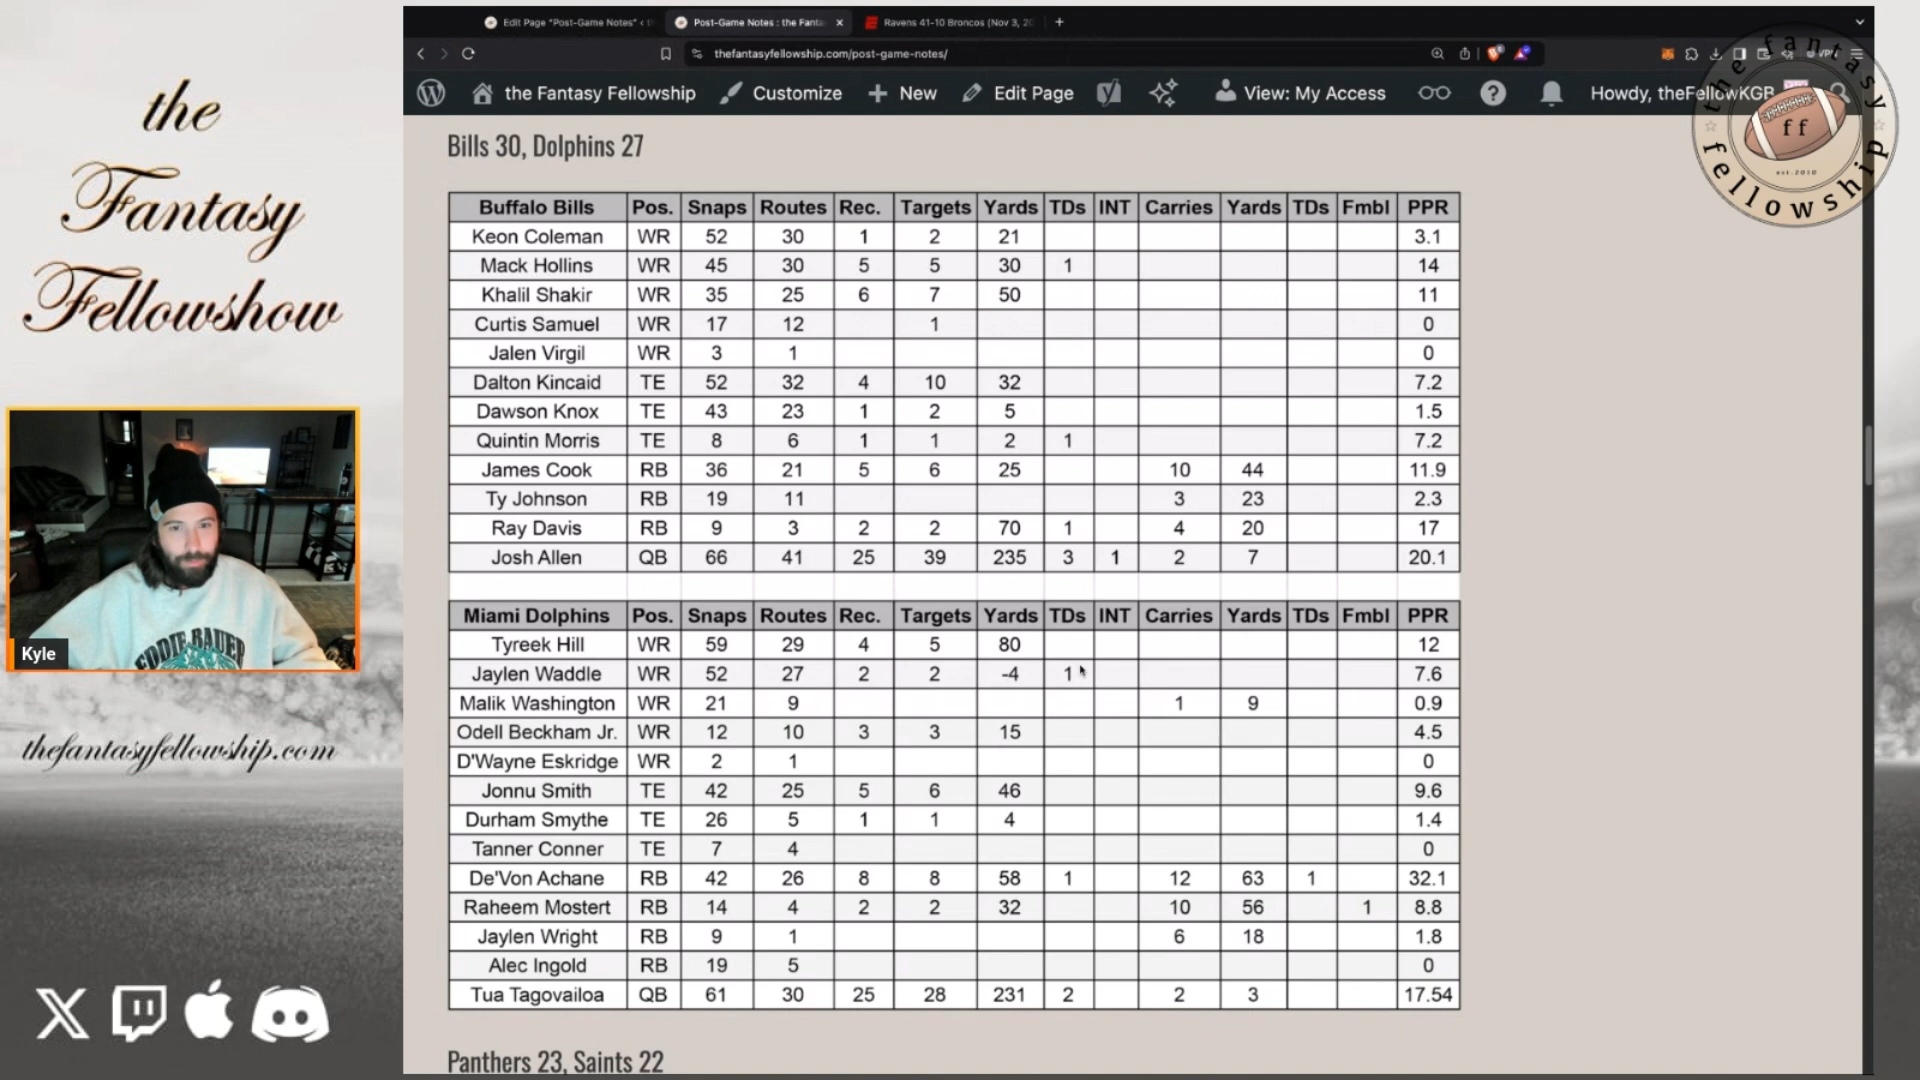 the
Fantasy
Fellowshow
Kyle
thefantasyfellowship.com
Edit Page "Post-Game Notes" ‹ t
Post-Game Notes : the Fanta
Ravens 41-10 Broncos (Nov 3, 20
thefantasyfellowship.com/post-game-notes/
VPN
the Fantasy Fellowship Customize New Edit Page View: My Access Howdy, theFellowKGB
the fantasy
ff
est.2010
fellowship
Bills 30, Dolphins 27
Buffalo Bills Pos. Snaps Routes Rec. Targets Yards TDs INT Carries Yards TDs Fmbl PPR
Keon Coleman WR 52 30 1 2 21 3.1
Mack Hollins WR 45 30 5 5 30 1 14
Khalil Shakir WR 35 25 6 7 50 11
Curtis Samuel WR 17 12 1 0
Jalen Virgil WR 3 1 0
Dalton Kincaid TE 52 32 4 10 32 7.2
Dawson Knox TE 43 23 1 2 5 1.5
Quintin Morris TE 8 6 1 1 2 1 7.2
James Cook RB 36 21 5 6 25 10 44 11.9
Ty Johnson RB 19 11 3 23 2.3
Ray Davis RB 9 3 2 2 70 1 4 20 17
Josh Allen QB 66 41 25 39 235 3 1 2 7 20.1
Miami Dolphins Pos. Snaps Routes Rec. Targets Yards TDs INT Carries Yards TDs Fmbl PPR
Tyreek Hill WR 59 29 4 5 80 12
Jaylen Waddle WR 52 27 2 2 -4 1 7.6
Malik Washington WR 21 9 1 9 0.9
Odell Beckham Jr. WR 12 10 3 3 15 4.5
D'Wayne Eskridge WR 2 1 0
Jonnu Smith TE 42 25 5 6 46 9.6
Durham Smythe TE 26 5 1 1 4 1.4
Tanner Conner TE 7 4 0
De'Von Achane RB 42 26 8 8 58 1 12 63 1 32.1
Raheem Mostert RB 14 4 2 2 32 10 56 1 8.8
Jaylen Wright RB 9 1 6 18 1.8
Alec Ingold RB 19 5 0
Tua Tagovailoa QB 61 30 25 28 231 2 2 3 17.54
Panthers 23, Saints 22
EDDIE BAUER